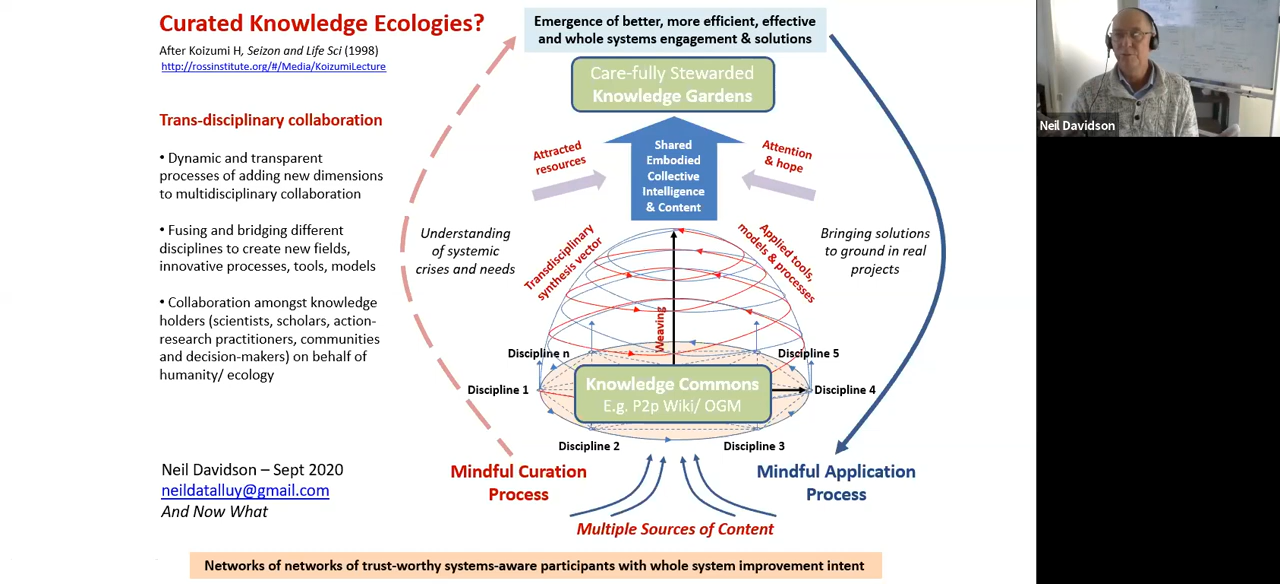 Curated Knowledge Ecologies?
After Koizumi H, Seizon and Life Sci (1998)
http://rossinstitute.org/#/Media/KoizumiLecture
Trans-disciplinary collaboration
• Dynamic and transparent
processes of adding new dimensions
to multidisciplinary collaboration
• Fusing and bridging different
disciplines to create new fields,
innovative processes, tools, models
• Collaboration amongst knowledge
holders (scientists, scholars, action-
research practitioners, communities
and decision-makers) on behalf of
humanity/ ecology
Neil Davidson – Sept 2020
neildatalluy@gmail.com
And Now What
Emergence of better, more efficient, effective
and whole systems engagement & solutions
Care-fully Stewarded
Knowledge Gardens
Attracted
resources
Shared
Embodied
Collective
Intelligence
& Content
Attention
& hope
Understanding
of systemic
crises and needs
Transdisciplinary
synthesis vector
Weaving
Applied tools,
models & processes
Bringing solutions
to ground in real
projects
Discipline n
Discipline 5
Discipline 1
Knowledge Commons
E.g. P2p Wiki/ OGM
Discipline 4
Discipline 2
Discipline 3
Mindful Curation
Process
Mindful Application
Process
Multiple Sources of Content
Networks of networks of trust-worthy systems-aware participants with whole system improvement intent
Neil Davidson